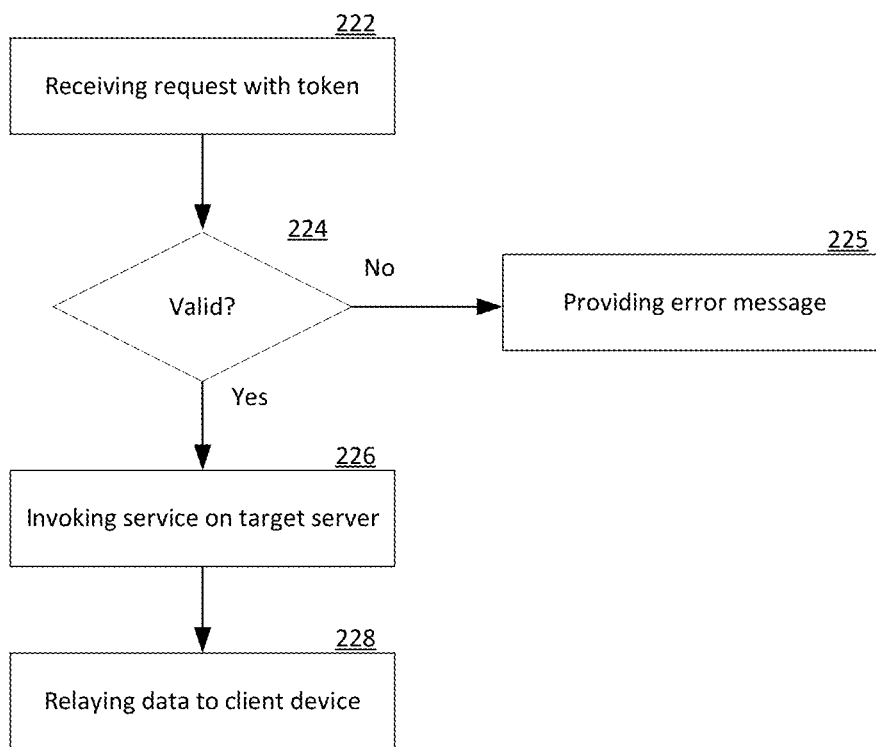 222
Receiving request with token
224
Valid?
No
225
Providing error message
Yes
226
Invoking service on target server
228
Relaying data to client device